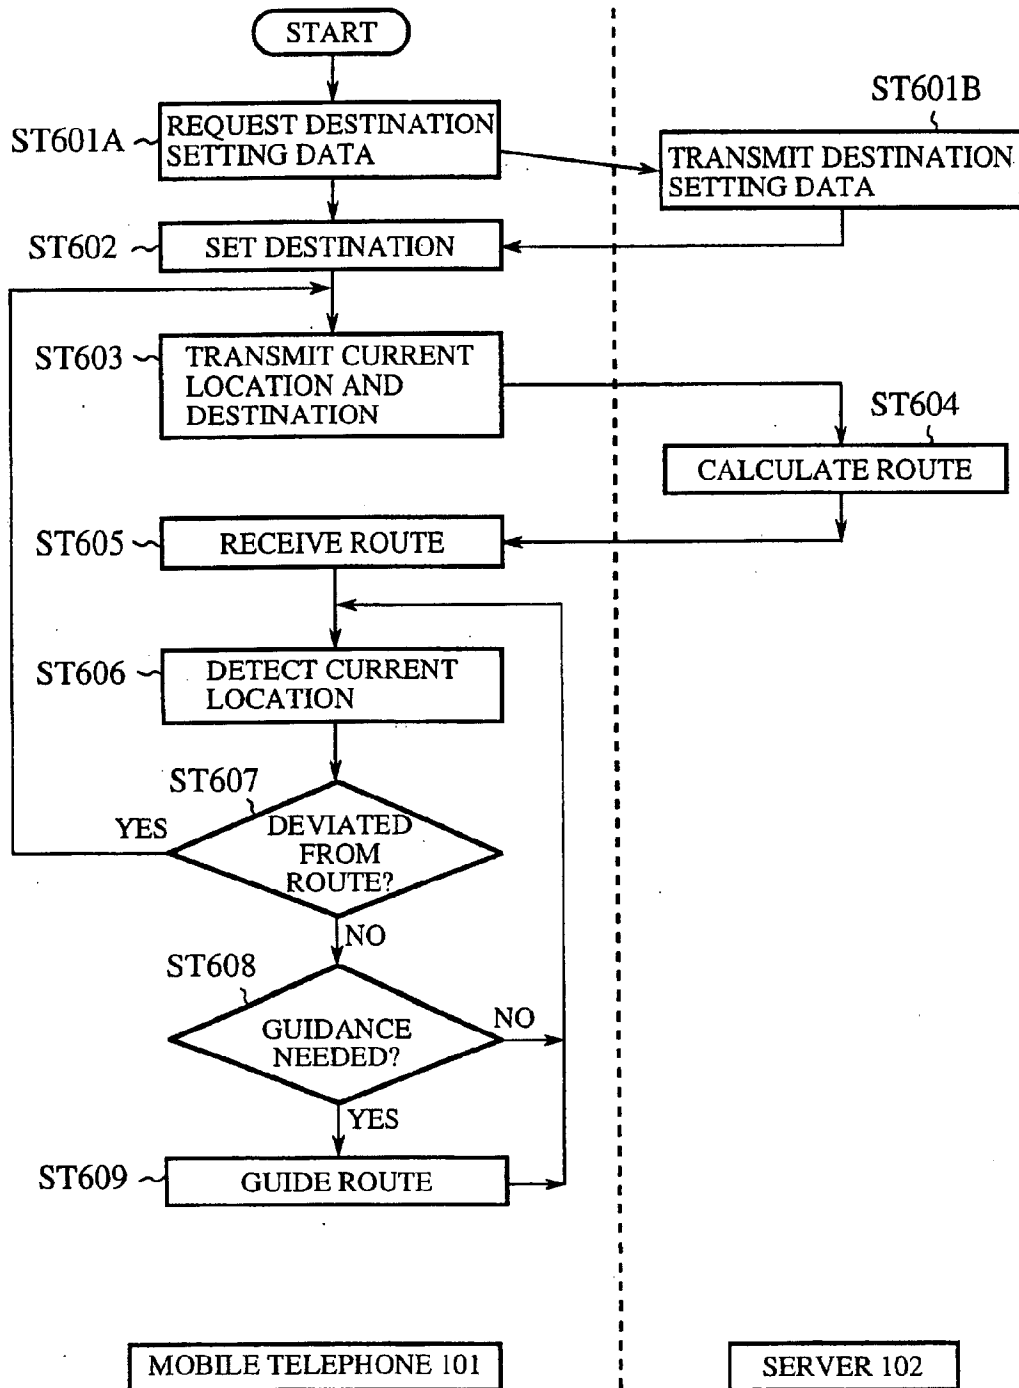 START
ST601A
REQUEST DESTINATION
SETTING DATA
ST601B
TRANSMIT DESTINATION
SETTING DATA
ST602
SET DESTINATION
ST603
TRANSMIT CURRENT
LOCATION AND
DESTINATION
ST604
CALCULATE ROUTE
ST605
RECEIVE ROUTE
ST606
DETECT CURRENT
LOCATION
ST607
YES
DEVIATED
FROM
ROUTE?
NO
ST608
GUIDANCE
NEEDED?
NO
YES
ST609
GUIDE ROUTE
MOBILE TELEPHONE 101
SERVER 102